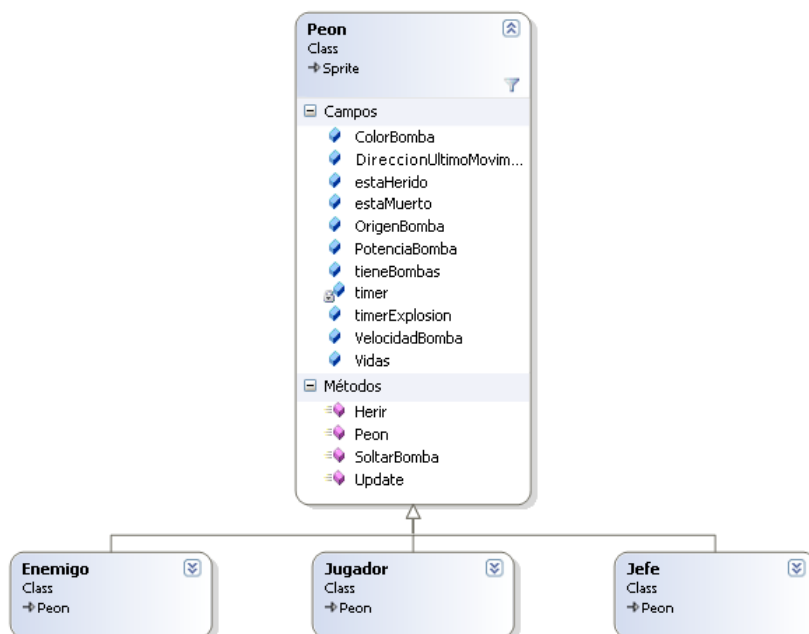 Peon
Class
Sprite
Campos
ColorBomba
DireccionUltimoMovim...
estaHerido
estaMuerto
OrigenBomba
PotenciaBomba
tieneBombas
timer
timerExplosion
VelocidadBomba
Vidas
Métodos
Herir
Peon
SoltarBomba
Update
Enemigo
Class
Peon
Jugador
Class
Peon
Jefe
Class
Peon